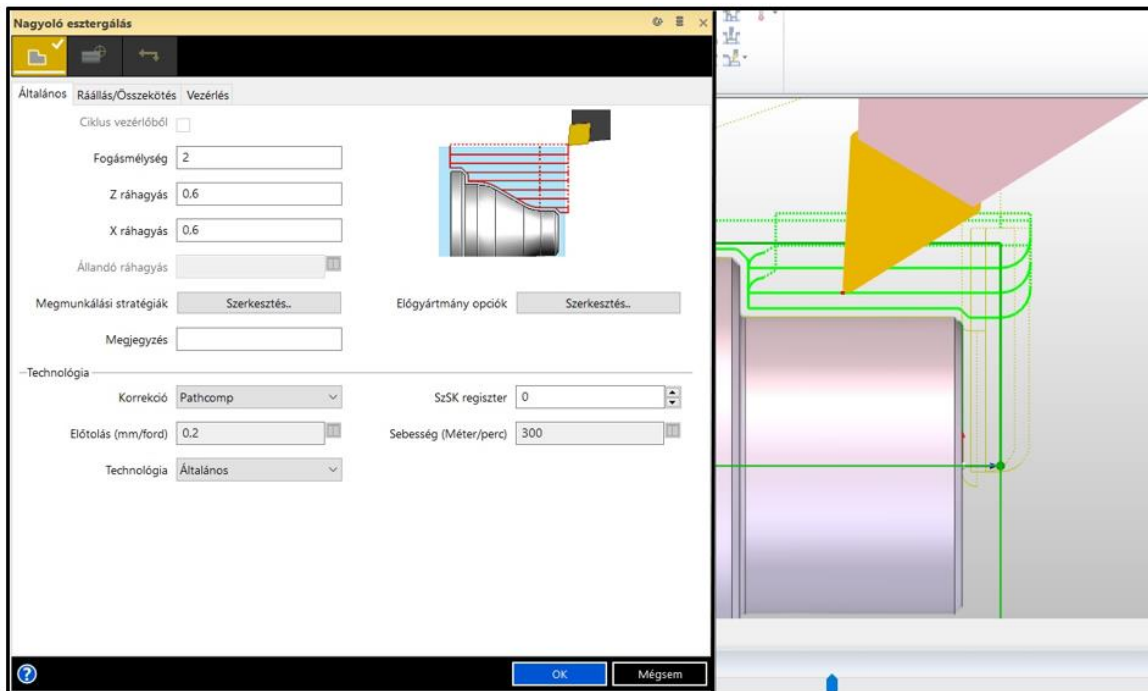 Nagyoló esztergálás
Általános Ráállás/Összekötés Vezérlés
Ciklus vezérlőből
Fogásmélység 2
Z ráhagyás 0,6
X ráhagyás 0,6
Állandó ráhagyás
Megmunkálási stratégiák Szerkesztés.. Előgyártmány opciók Szerkesztés..
Megjegyzés
Technológia
Korrekció Pathcomp SzSK regiszter 0
Előtolás (mm/ford) 0,2 Sebesség (Méter/perc) 300
Technológia Általános
? OK Mégsem